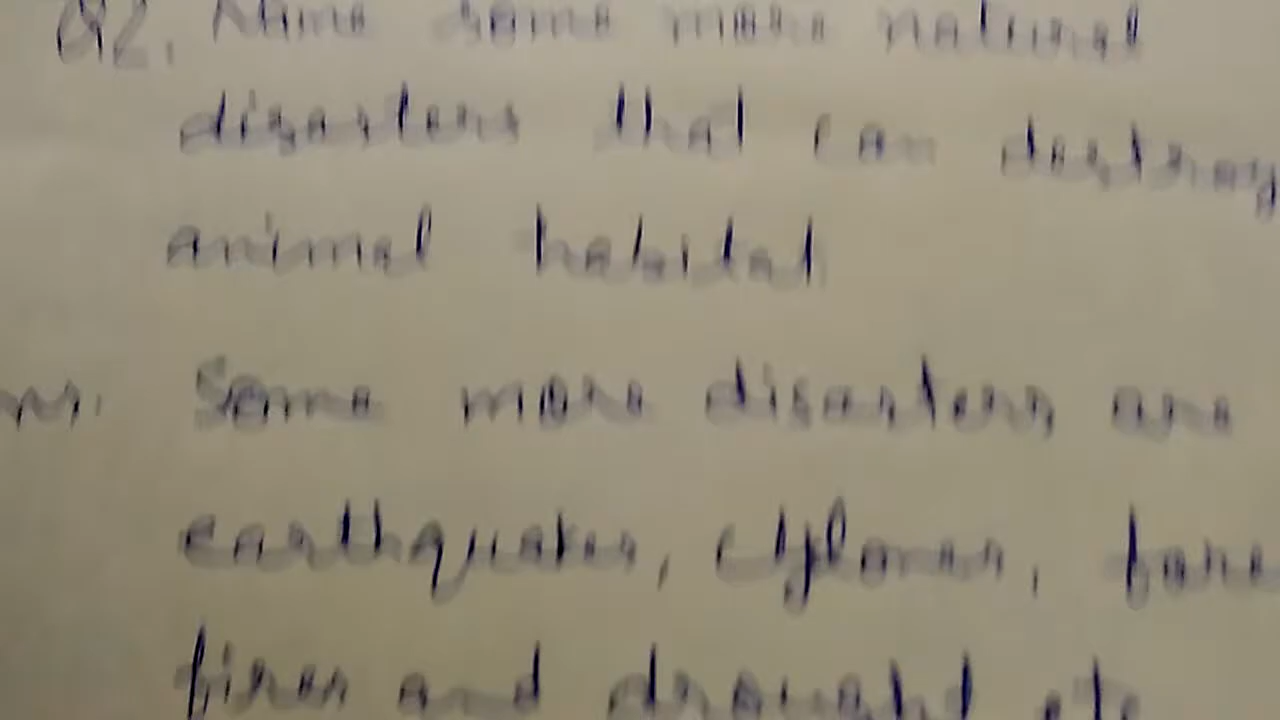 Q2. Name some more natural
disasters that can destroy
animal habitat
Some more disasters are
earthquakes, cyclones, fore
fires and drought etc